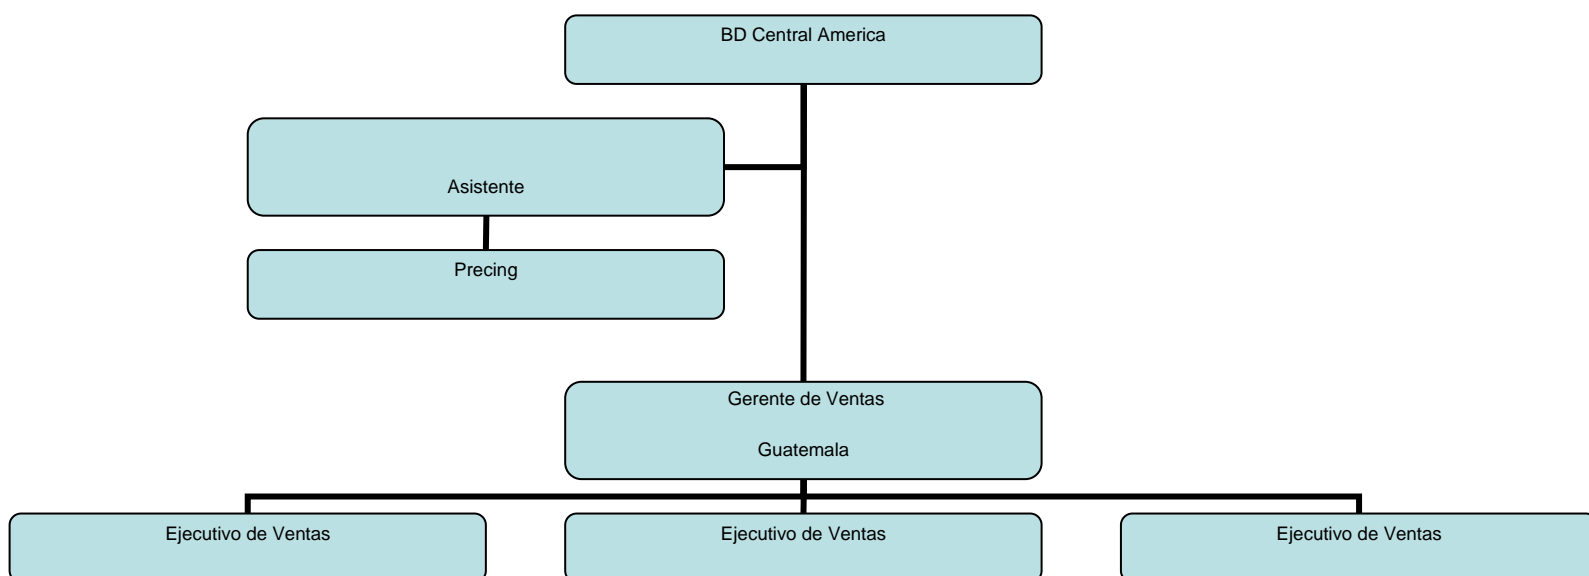 BD Central America
Asistente
Precing
Gerente de Ventas
Guatemala
Ejecutivo de Ventas
Ejecutivo de Ventas
Ejecutivo de Ventas